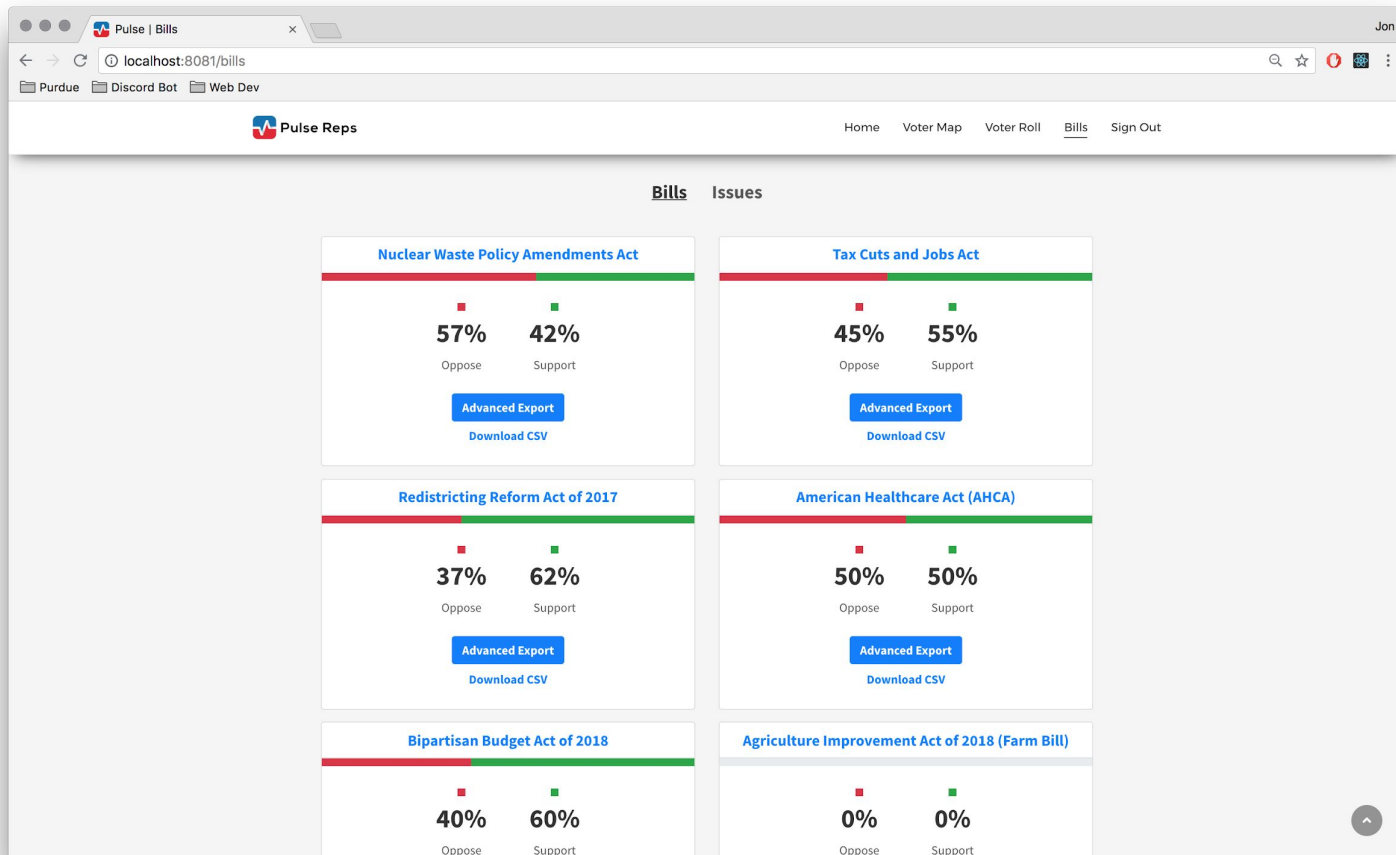 Pulse | Bills
Jon
localhost:8081/bills
Purdue Discord Bot Web Dev
Pulse Reps Home Voter Map Voter Roll Bills Sign Out
Bills Issues
Nuclear Waste Policy Amendments Act
57% 42%
Oppose Support
Advanced Export
Download CSV
Tax Cuts and Jobs Act
45% 55%
Oppose Support
Advanced Export
Download CSV
Redistricting Reform Act of 2017
37% 62%
Oppose Support
Advanced Export
Download CSV
American Healthcare Act (AHCA)
50% 50%
Oppose Support
Advanced Export
Download CSV
Bipartisan Budget Act of 2018
40% 60%
Oppose Support
Agriculture Improvement Act of 2018 (Farm Bill)
0% 0%
Oppose Support